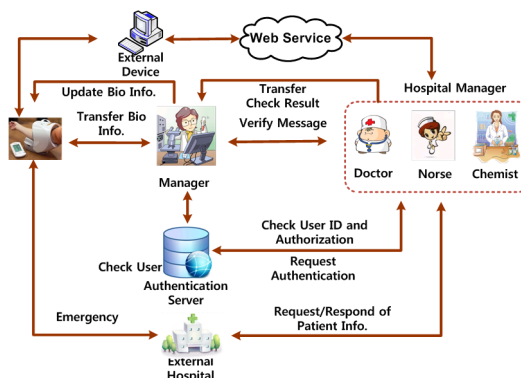 Web Service
External
Device
Hospital Manager
Update Bio Info.
Transfer
Check Result
Transfer Bio
Info.
Verify Message
Manager
Doctor
Norse
Chemist
Check User ID and
Authorization
Check User
Request
Authentication
Authentication
Server
Emergency
Request/Respond of
Patient Info.
External
Hospital